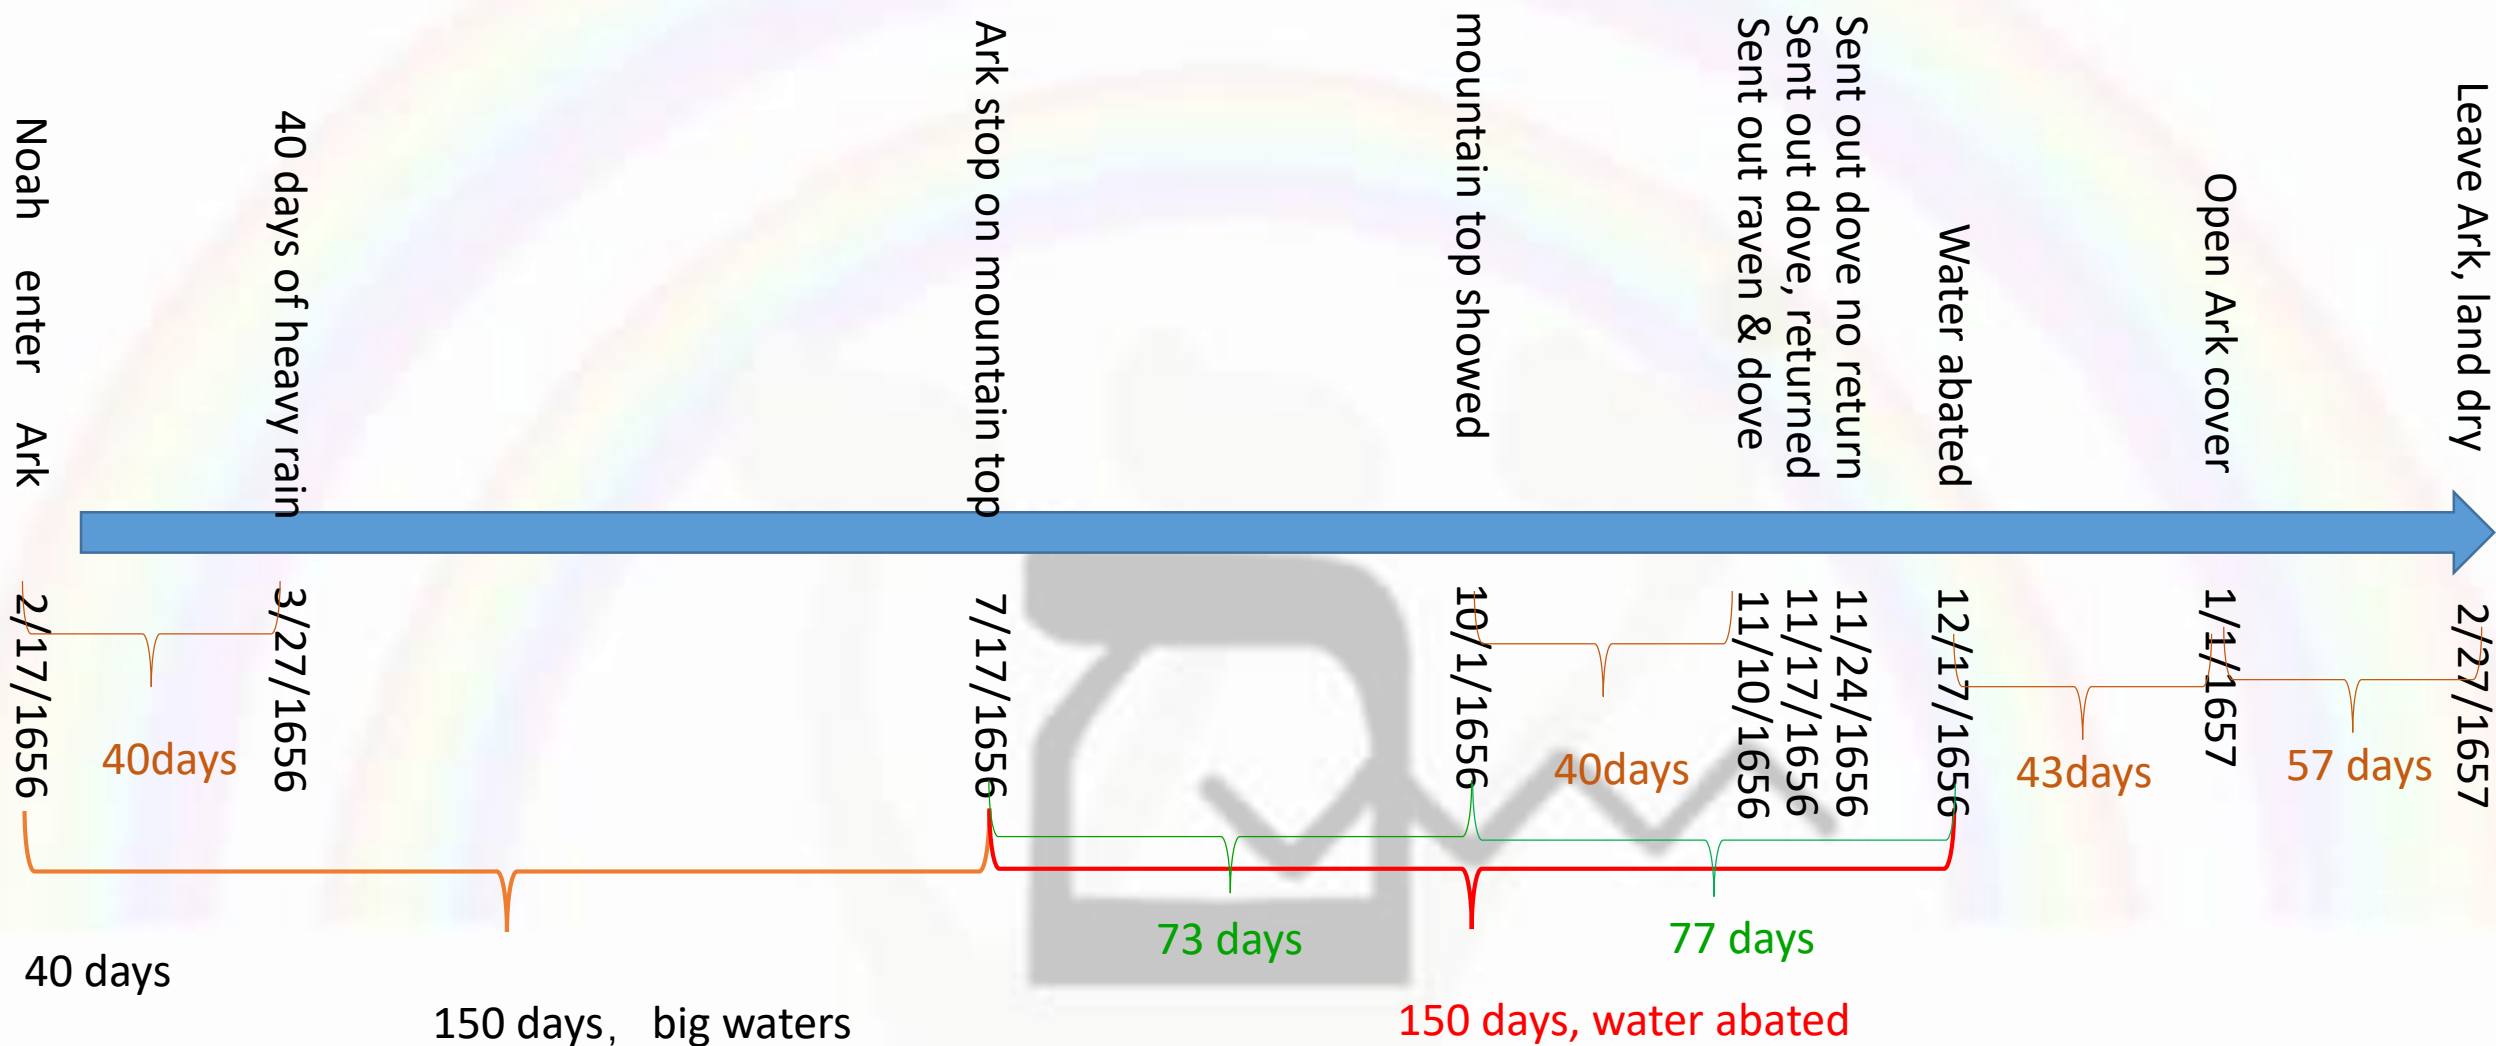 Noah enter Ark
40 days of heavy rain
Ark stop on mountain top
mountain top showed
Sent out raven & dove
Sent out dove, returned
Sent out dove no return
Water abated
Open Ark cover
Leave Ark, land dry
2/17/1656
3/27/1656
7/17/1656
10/1/1656
11/10/1656
11/17/1656
11/24/1656
12/17/1656
1/1/1657
2/27/1657
40days
40days
43days
57 days
73 days
77 days
40 days
150 days, big waters
150 days, water abated